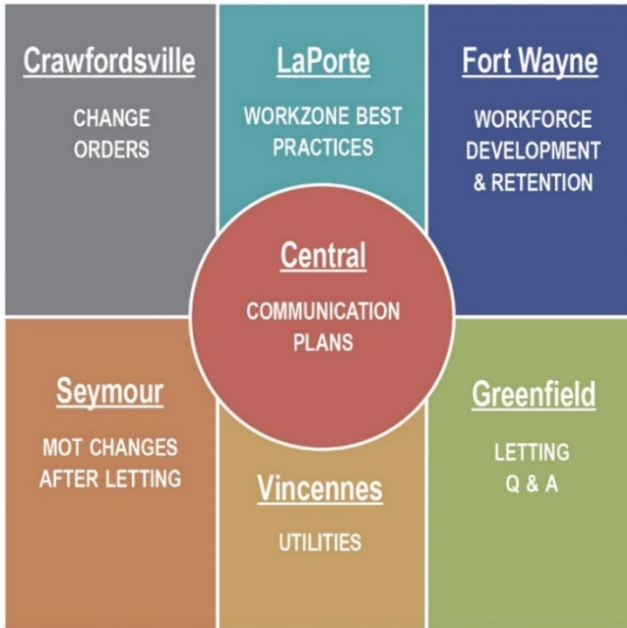 Crawfordsville
CHANGE
ORDERS
LaPorte
WORKZONE BEST
PRACTICES
Fort Wayne
WORKFORCE
DEVELOPMENT
& RETENTION
Central
COMMUNICATION
PLANS
Seymour
MOT CHANGES
AFTER LETTING
Vincennes
UTILITIES
Greenfield
LETTING
Q & A